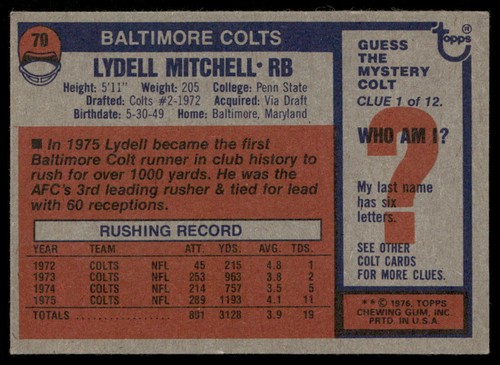 70
BALTIMORE COLTS
LYDELL MITCHELL• RB
Height: 5'11" Weight: 205 College: Penn State
Drafted: Colts #2-1972 Acquired: Via Draft
Birthdate: 5-30-49 Home: Baltimore, Maryland
■ In 1975 Lydell became the first
Baltimore Colt runner in club history to
rush for over 1000 yards. He was the
AFC's 3rd leading rusher & tied for lead
with 60 receptions.
RUSHING RECORD
YEAR TEAM ATT. YDS. AVG. TDS.
1972 COLTS NFL 45 215 4.8 1
1973 COLTS NFL 253 963 3.8 2
1974 COLTS NFL 214 757 3.5 5
1975 COLTS NFL 289 1193 4.1 11
TOTALS 801 3128 3.9 19
topps
GUESS
THE
MYSTERY
COLT
CLUE 1 of 12.
?
WHO AM I?
My last name
has six
letters.
SEE OTHER
COLT CARDS
FOR MORE CLUES.
** © 1976, TOPPS
CHEWING GUM, INC.
PRTD. IN U.S.A.